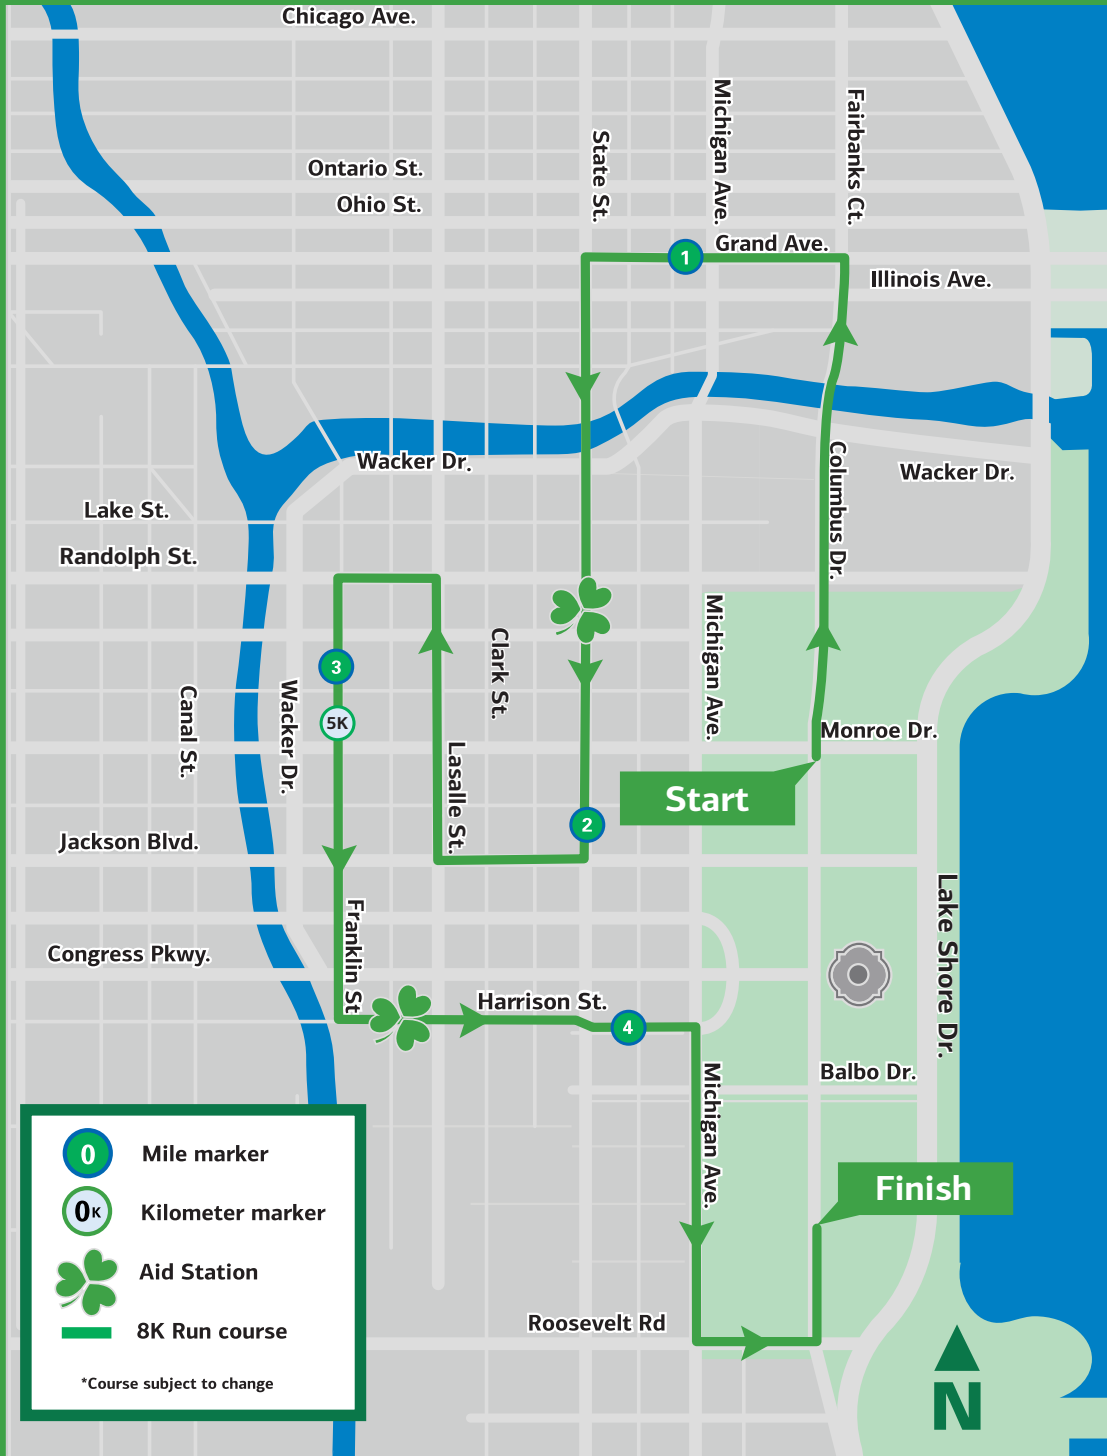 Chicago Ave.
Michigan Ave.
Fairbanks Ct.
State St.
Ontario St.
Ohio St.
Grand Ave.
Illinois Ave.
1
Columbus Dr.
Wacker Dr.
Wacker Dr.
Lake St.
Randolph St.
Michigan Ave.
Clark St.
3
Canal St.
Wacker Dr.
5K
Monroe Dr.
Lasalle St.
Start
2
Jackson Blvd.
Lake Shore Dr.
Franklin St
Congress Pkwy.
Harrison St.
4
Michigan Ave.
Balbo Dr.
0
Mile marker
Finish
0K
Kilometer marker
Aid Station
Roosevelt Rd
8K Run course
*Course subject to change
N